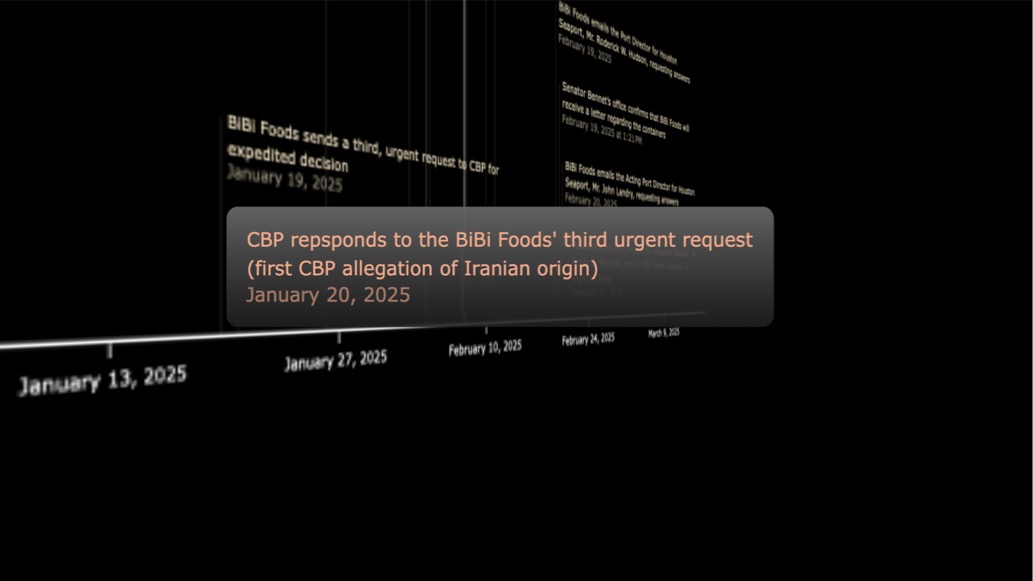 BiBi Foods emails the Port Director for Houston
Seaport, Mr. Roderick W. Hudson, requesting answers
February 19, 2025
Senator Bennet's office confirms that BiBi Foods will
receive a letter regarding the containers
February 19, 2025 at 1:21 PM
BiBi Foods sends a third, urgent request to CBP for
expedited decision
January 19, 2025
BiBi Foods emails the Acting Port Director for Houston
Seaport, Mr. John Landry, requesting answers
February 20, 2025
CBP repsponds to the BiBi Foods' third urgent request
(first CBP allegation of Iranian origin)
January 20, 2025
January 13, 2025
January 27, 2025
February 10, 2025
February 24, 2025
March 9, 2025